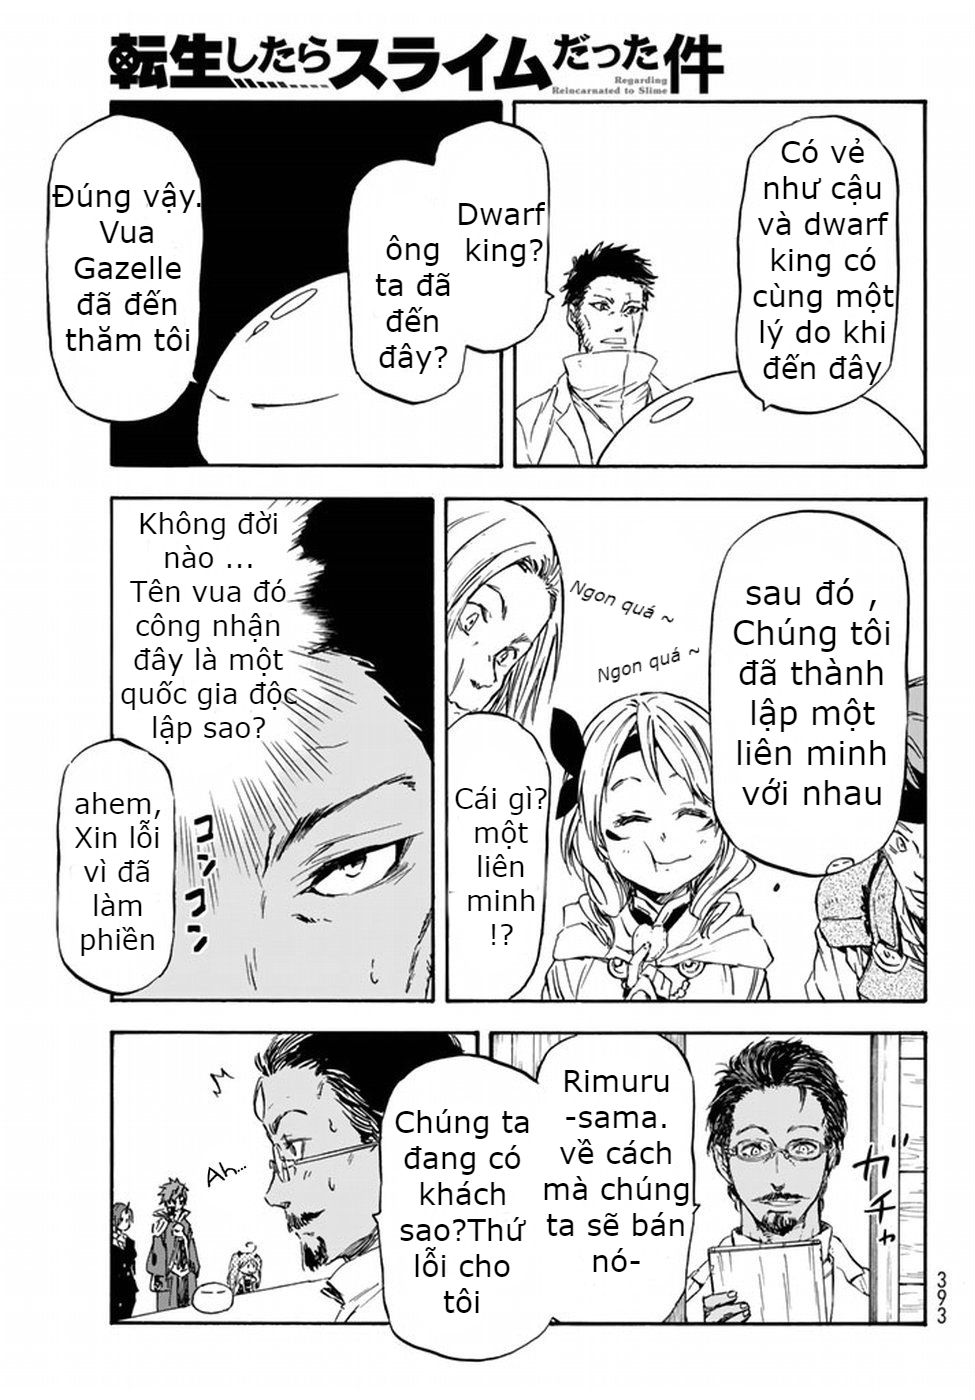 転生したらスライムだった件
Regarding
Reincarnated to Slime
Có vẻ
như cậu
và dwarf
king có
cùng một
lý do khi
đến đây
Dwarf
king?
ông
ta đã
đến
đây?
Đúng vậy.
Vua
Gazelle
đã đến
thăm tôi
sau đó ,
Chúng tôi
đã thành
lập một
liên minh
với nhau
Ngon quá ~
Ngon quá ~
Cái gì?
một
liên
minh
!?
Không đời
nào ...
Tên vua đó
công nhận
đây là một
quốc gia độc
lập sao?
コンコン
ahem,
Xin lỗi
vì đã
làm
phiền
ガチャ
Rimuru
-sama.
về cách
mà chúng
ta sẽ bán
nó-
Chúng ta
đang có
khách
sao?Thứ
lỗi cho
tôi
Ah...
393